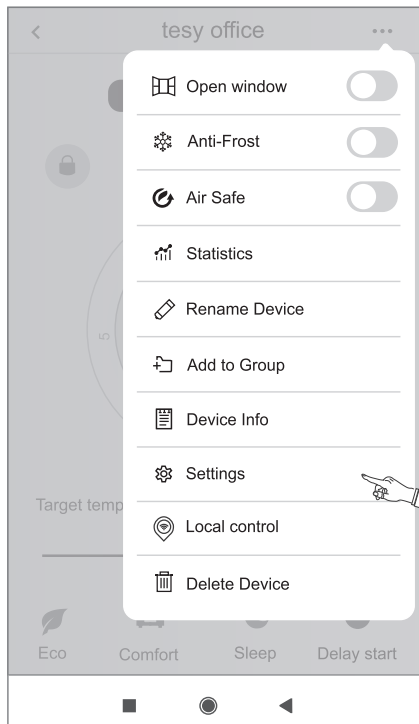 tesy office
Open window
Anti-Frost
Air Safe
Statistics
5
Rename Device
Add to Group
Device Info
Settings
Target temp
Local control
Delete Device
Eco Comfort Sleep Delay start